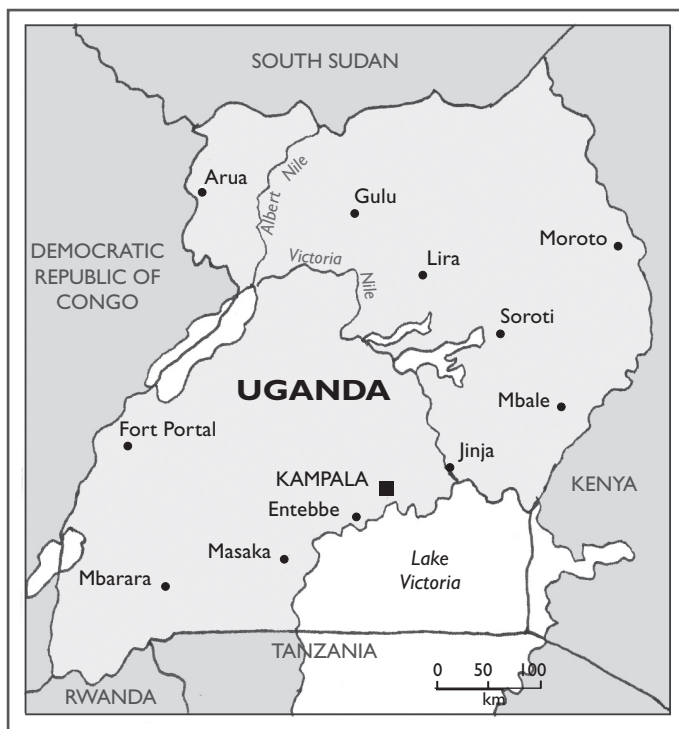 SOUTH SUDAN
Arua
Albert Nile
Gulu
DEMOCRATIC
REPUBLIC OF
CONGO
Victoria Nile
Lira
Moroto
Soroti
UGANDA
Mbale
Fort Portal
Jinja
KAMPALA
KENYA
Entebbe
Masaka
Lake
Victoria
Mbarara
TANZANIA
RWANDA
0 50 100
km